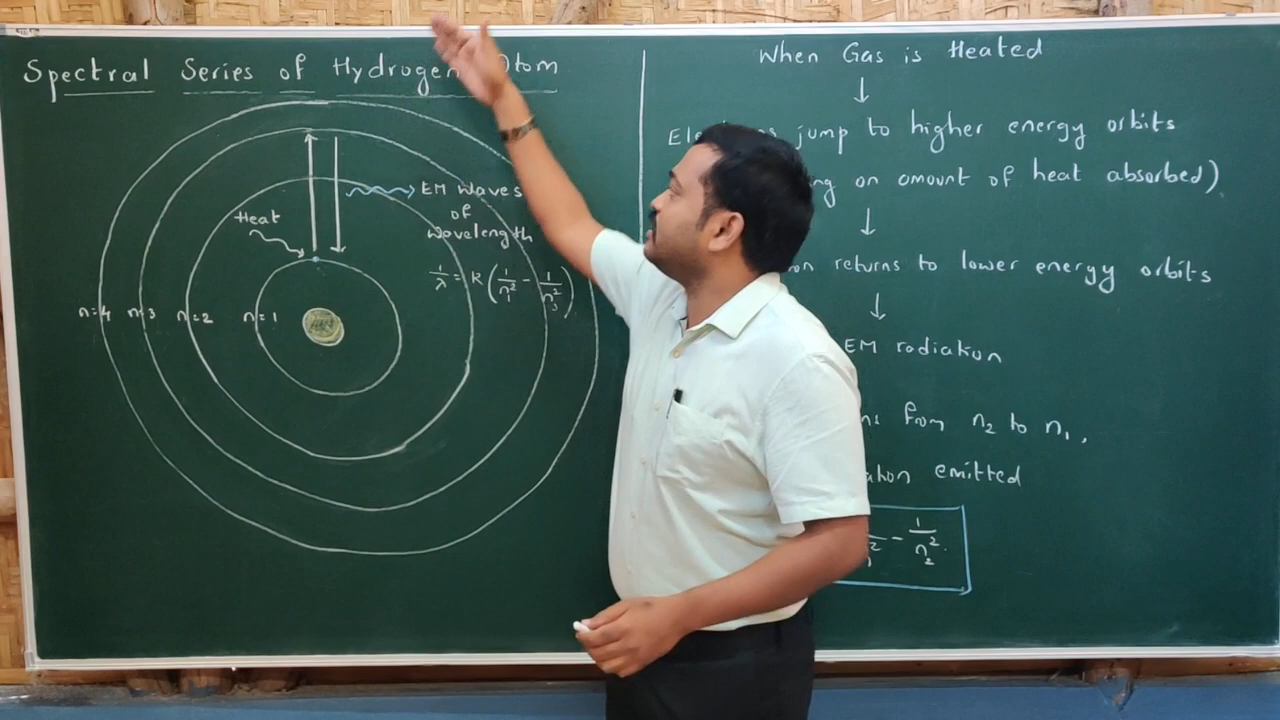 Spectral Series of Hydrogen Atom
EM waves
of
wavelength
Heat
1/λ = R (1/n₁² - 1/n₃²)
n=4 n=3 n=2 n=1
When Gas is Heated
↓
jump to higher energy orbits
on amount of heat absorbed)
↓
returns to lower energy orbits
↓
EM radiation
from n₂ to n₁,
emitted
- 1/n₂²